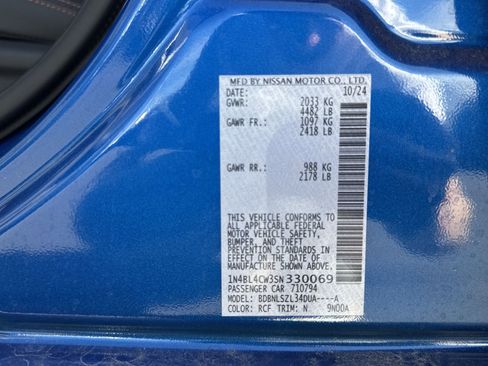 MFD BY NISSAN MOTOR CO., LTD.
DATE: 10/24
GVWR: 2033 KG
4482 LB
GAWR FR.: 1097 KG
2418 LB
GAWR RR.: 988 KG
2178 LB
THIS VEHICLE CONFORMS TO
ALL APPLICABLE FEDERAL
MOTOR VEHICLE SAFETY,
BUMPER, AND THEFT
PREVENTION STANDARDS IN
EFFECT ON THE DATE OF
MANUFACTURE SHOWN ABOVE.
1N4BL4CW3SN330069
PASSENGER CAR 710794
MODEL: BDBNLSZL34DUA----A
COLOR: RCF TRIM: N 9N00A